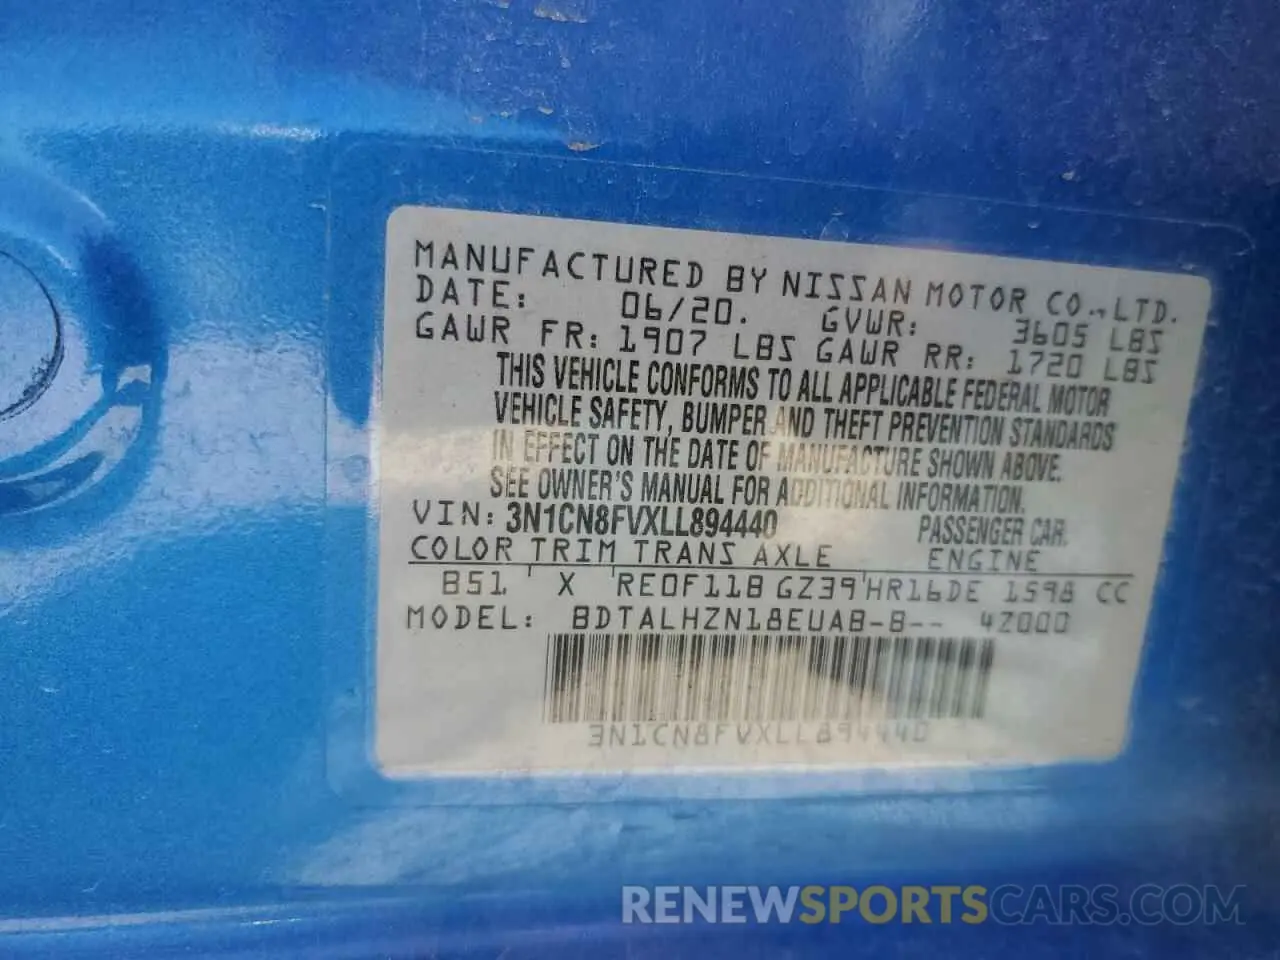 MANUFACTURED BY NISSAN MOTOR CO., LTD.
DATE: 06/20. GVWR: 3605 LBS
GAWR FR: 1907 LBS GAWR RR: 1720 LBS
THIS VEHICLE CONFORMS TO ALL APPLICABLE FEDERAL MOTOR
VEHICLE SAFETY, BUMPER AND THEFT PREVENTION STANDARDS
IN EFFECT ON THE DATE OF MANUFACTURE SHOWN ABOVE.
SEE OWNER'S MANUAL FOR ADDITIONAL INFORMATION.
VIN: 3N1CN8FVXLL894440 PASSENGER CAR.
COLOR TRIM TRANS AXLE ENGINE
B51 X RE0F11B GZ39 HR16DE 1598 CC
MODEL: BDTALHZN18EUAB-B-- 4Z000
3N1CN8FVXLL894440
RENEWSPORTSCARS.COM